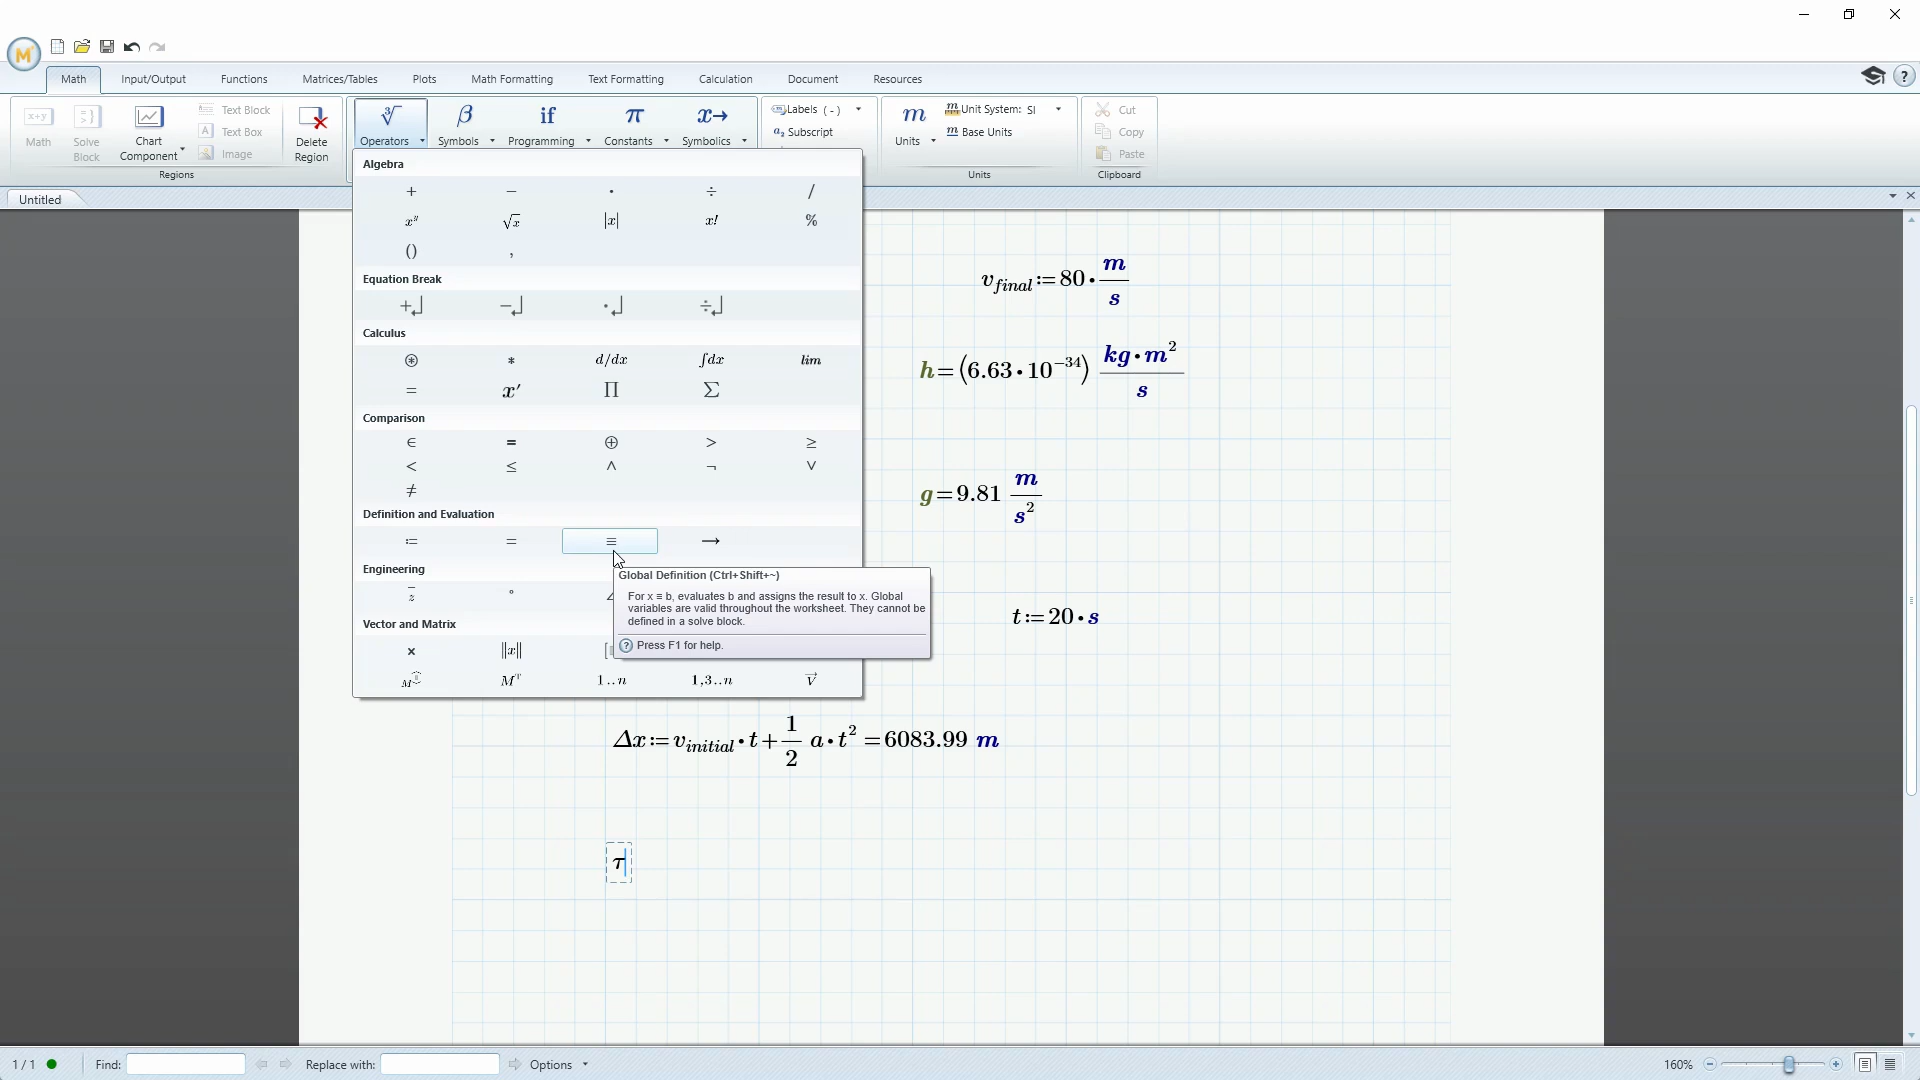 Math Input/Output Functions Matrices/Tables Plots Math Formatting Text Formatting Calculation Document Resources
Math
Solve Block
Chart Component
Text Block
Text Box
Image
Delete Region
Regions
Operators
Symbols
if Programming
π Constants
x→ Symbolics
Labels (-)
Subscript
m Units
Unit System: SI
Base Units
Units
Cut
Copy
Paste
Clipboard
Untitled
Algebra
+ − · ÷ /
xʸ √x |x| x! %
() ,
Equation Break
+↲ −↲ ·↲ ÷↲
Calculus
⊛ * d/dx ∫dx lim
= x′ ∏ ∑
Comparison
∈ = ⊕ > ≥
< ≤ ∧ ¬ ∨
≠
Definition and Evaluation
≔ = ≡ →
Engineering
z̄ °
Global Definition (Ctrl+Shift+~)
For x ≡ b, evaluates b and assigns the result to x. Global
variables are valid throughout the worksheet. They cannot be
defined in a solve block.
Press F1 for help.
Vector and Matrix
× ‖x‖
Mᵀ 1..n 1,3..n V⃗
v_final := 80 · m/s
h = (6.63 · 10⁻³⁴) kg·m²/s
g = 9.81 m/s²
t := 20 · s
Δx := v_initial · t + 1/2 a · t² = 6083.99 m
τ
1 / 1 Find: Replace with: Options 160%